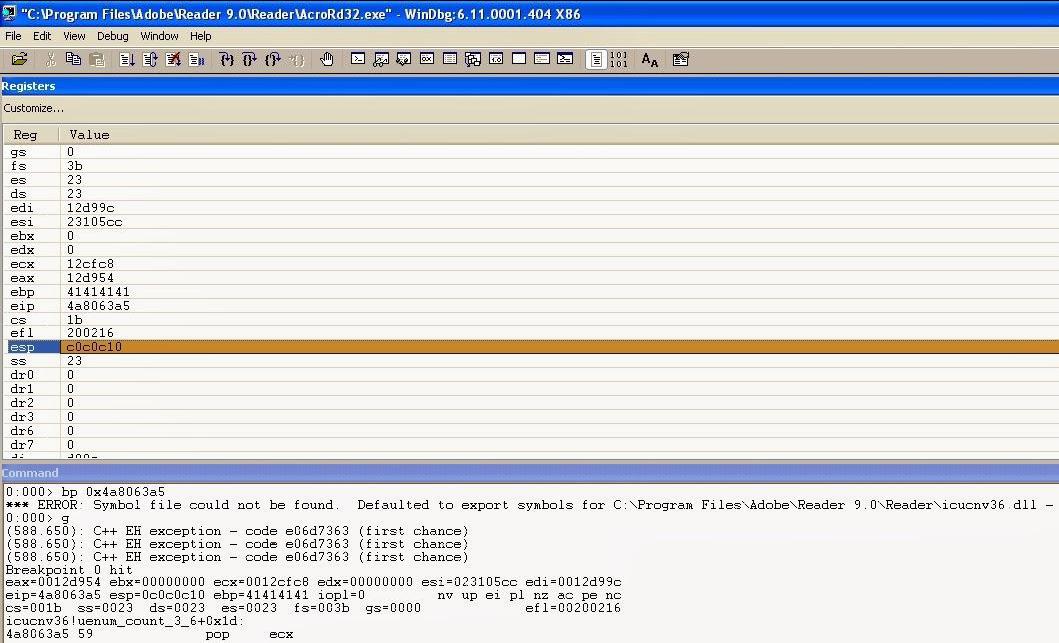 "C:\Program Files\Adobe\Reader 9.0\Reader\AcroRd32.exe" - WinDbg:6.11.0001.404 X86
File Edit View Debug Window Help
Registers
Customize...
Reg Value
gs 0
fs 3b
es 23
ds 23
edi 12d99c
esi 23105cc
ebx 0
edx 0
ecx 12cfc8
eax 12d954
ebp 41414141
eip 4a8063a5
cs 1b
efl 200216
esp c0c0c10
ss 23
dr0 0
dr1 0
dr2 0
dr3 0
dr6 0
dr7 0
di d99c
Command
0:000> bp 0x4a8063a5
*** ERROR: Symbol file could not be found.  Defaulted to export symbols for C:\Program Files\Adobe\Reader 9.0\Reader\icucnv36.dll -
0:000> g
(588.650): C++ EH exception - code e06d7363 (first chance)
(588.650): C++ EH exception - code e06d7363 (first chance)
(588.650): C++ EH exception - code e06d7363 (first chance)
Breakpoint 0 hit
eax=0012d954 ebx=00000000 ecx=0012cfc8 edx=00000000 esi=023105cc edi=0012d99c
eip=4a8063a5 esp=0c0c0c10 ebp=41414141 iopl=0 nv up ei pl nz ac pe nc
cs=001b ss=0023 ds=0023 es=0023 fs=003b gs=0000 efl=00200216
icucnv36!uenum_count_3_6+0x1d:
4a8063a5 59 pop ecx